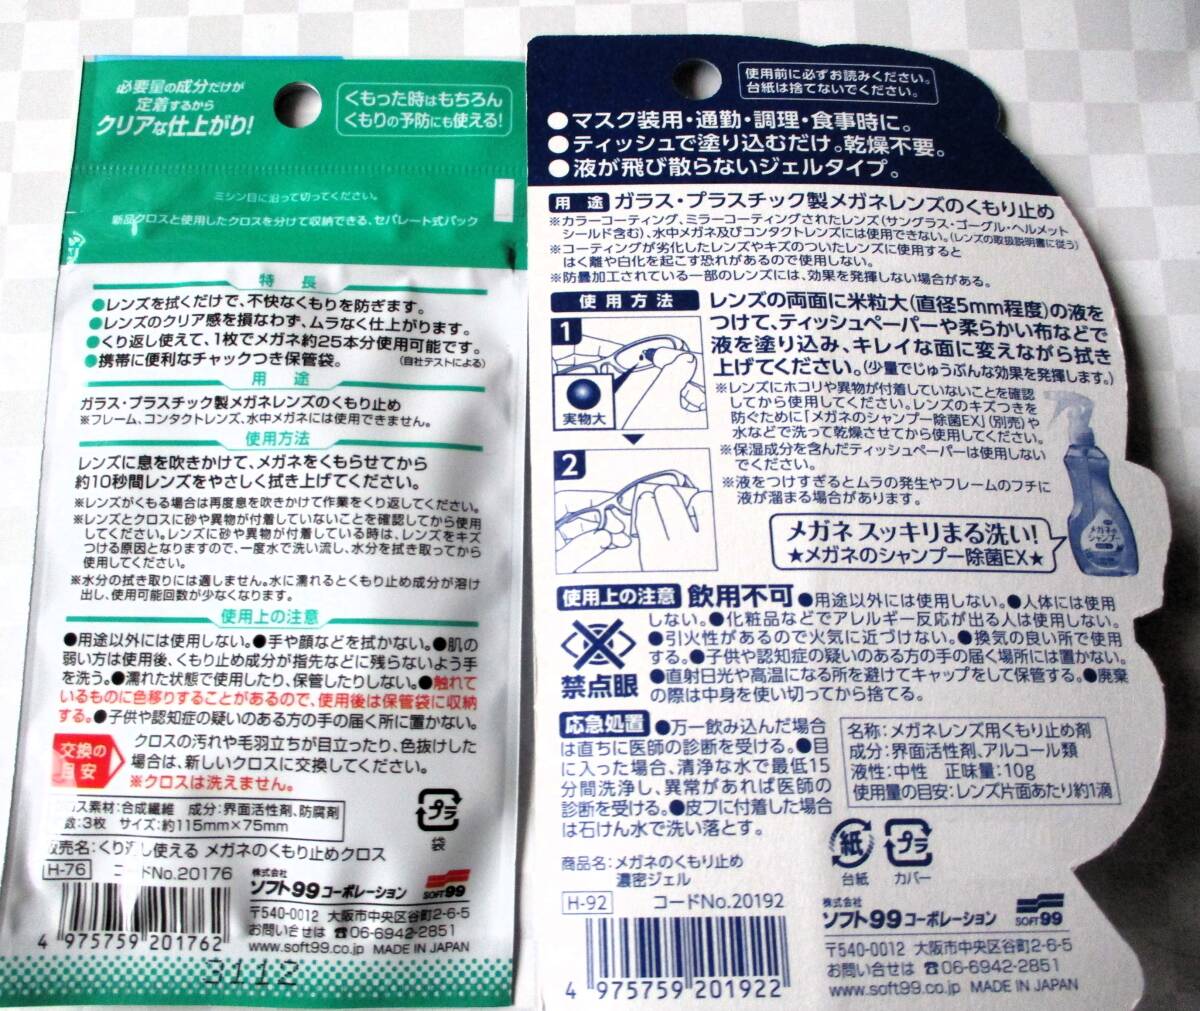 必要量の成分だけが
定着するから
クリアな仕上がり!
くもった時はもちろん
くもりの予防にも使える!
ミシン目に沿って切ってください。
新品クロスと使用したクロスを分けて収納できる、セパレート式パック
特長
●レンズを拭くだけで、不快なくもりを防ぎます。
●レンズのクリア感を損なわず、ムラなく仕上がります。
●くり返し使えて、1枚でメガネ約25本分使用可能です。
●携帯に便利なチャックつき保管袋。 (自社テストによる)
用途
ガラス・プラスチック製メガネレンズのくもり止め
※フレーム、コンタクトレンズ、水中メガネには使用できません。
使用方法
レンズに息を吹きかけて、メガネをくもらせてから
約10秒間レンズをやさしく拭き上げてください。
※レンズがくもる場合は再度息を吹きかけて作業をくり返してください。
※レンズとクロスに砂や異物が付着していないことを確認してから使用
してください。レンズに砂や異物が付着している時は、レンズをキズ
つける原因となりますので、一度水で洗い流し、水分を拭き取ってから
使用してください。
※水分の拭き取りには適しません。水に濡れるとくもり止め成分が溶け
出し、使用可能回数が少なくなります。
使用上の注意
●用途以外には使用しない。●手や顔などを拭かない。●肌の
弱い方は使用後、くもり止め成分が指先などに残らないよう手
を洗う。●濡れた状態で使用したり、保管したりしない。●触れて
いるものに色移りすることがあるので、使用後は保管袋に収納
する。●子供や認知症の疑いのある方の手の届く所に置かない。
交換の
目安
クロスの汚れや毛羽立ちが目立ったり、色抜けした
場合は、新しいクロスに交換してください。
※クロスは洗えません。
ス素材:合成繊維 成分:界面活性剤、防腐剤
数:3枚 サイズ:約115mm×75mm
販売名:くり返し使える メガネのくもり止めクロス
プラ
袋
H-76 コードNo.20176
4 975759 201762
株式会社
ソフト99コーポレーション
SOFT99
〒540-0012 大阪市中央区谷町2-6-5
お問い合せは ☎06-6942-2851
www.soft99.co.jp MADE IN JAPAN
3112
使用前に必ずお読みください。
台紙は捨てないでください。
●マスク装用・通勤・調理・食事時に。
●ティッシュで塗り込むだけ。乾燥不要。
●液が飛び散らないジェルタイプ。
用途 ガラス・プラスチック製メガネレンズのくもり止め
※カラーコーティング、ミラーコーティングされたレンズ(サングラス・ゴーグル・ヘルメット
シールド含む)、水中メガネ及びコンタクトレンズには使用できない。(レンズの取扱説明書に従う)
※コーティングが劣化したレンズやキズのついたレンズに使用すると
はく離や白化を起こす恐れがあるので使用しない。
※防曇加工されている一部のレンズには、効果を発揮しない場合がある。
使用方法
1
実物大
2
レンズの両面に米粒大(直径5mm程度)の液を
つけて、ティッシュペーパーや柔らかい布などで
液を塗り込み、キレイな面に変えながら拭き
上げてください。(少量でじゅうぶんな効果を発揮します。)
※レンズにホコリや異物が付着していないことを確認
してから使用してください。レンズのキズつきを
防ぐために「メガネのシャンプー除菌EX」(別売)や
水などで洗って乾燥させてから使用してください。
※保湿成分を含んだティッシュペーパーは使用しない
でください。
※液をつけすぎるとムラの発生やフレームのフチに
液が溜まる場合があります。
メガネ スッキリまる洗い!
★メガネのシャンプー除菌EX★
メガネの
シャンプー
使用上の注意 飲用不可 ●用途以外には使用しない。●人体には使用
しない。●化粧品などでアレルギー反応が出る人は使用しない。
●引火性があるので火気に近づけない。●換気の良い所で使用
する。●子供や認知症の疑いのある方の手の届く場所には置かない。
●直射日光や高温になる所を避けてキャップをして保管する。●廃棄
の際は中身を使い切ってから捨てる。
禁点眼
応急処置 ●万一飲み込んだ場合
は直ちに医師の診断を受ける。●目
に入った場合、清浄な水で最低15
分間洗浄し、異常があれば医師の
診断を受ける。●皮フに付着した場合
は石けん水で洗い落とす。
名称:メガネレンズ用くもり止め剤
成分:界面活性剤、アルコール類
液性:中性 正味量:10g
使用量の目安:レンズ片面あたり約1滴
紙
台紙
プラ
カバー
商品名:メガネのくもり止め
濃密ジェル
H-92 コードNo.20192
4 975759 201922
株式会社
ソフト99コーポレーション
SOFT99
〒540-0012 大阪市中央区谷町2-6-5
お問い合せは ☎06-6942-2851
www.soft99.co.jp MADE IN JAPAN